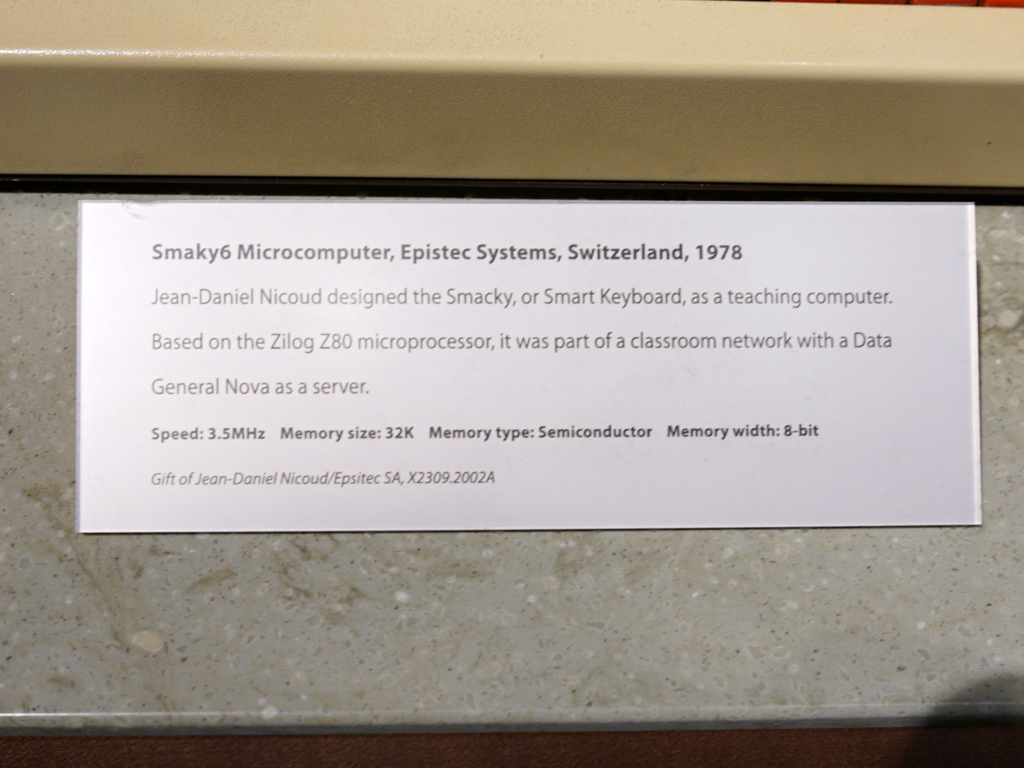 Smaky6 Microcomputer, Epistec Systems, Switzerland, 1978
Jean-Daniel Nicoud designed the Smacky, or Smart Keyboard, as a teaching computer.
Based on the Zilog Z80 microprocessor, it was part of a classroom network with a Data
General Nova as a server.
Speed: 3.5MHz Memory size: 32K Memory type: Semiconductor Memory width: 8-bit
Gift of Jean-Daniel Nicoud/Epsitec SA, X2309.2002A